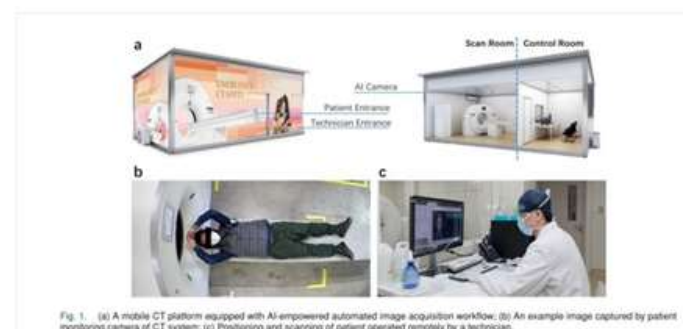 a
Scan Room Control Room
AI Camera
Patient Entrance
Technician Entrance
b
c
Fig. 1. (a) A mobile CT platform equipped with AI-empowered automated image acquisition workflow; (b) An example image captured by patient
monitoring camera of CT system; (c) Positioning and scanning of patient operated remotely by a technician.